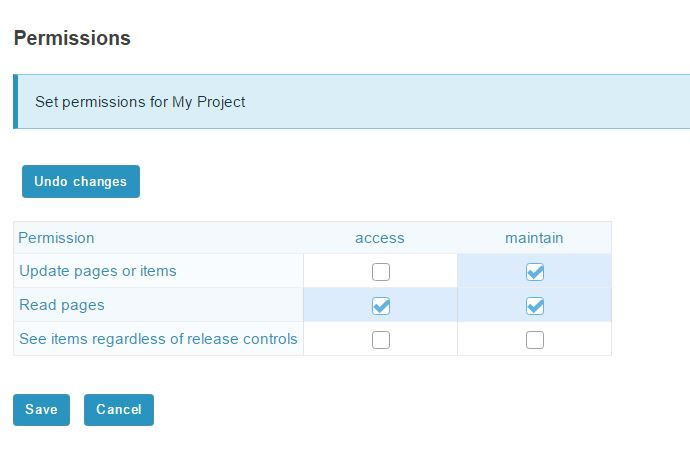 Permissions
Set permissions for My Project
Undo changes
Permission access maintain
Update pages or items
Read pages
See items regardless of release controls
Save Cancel